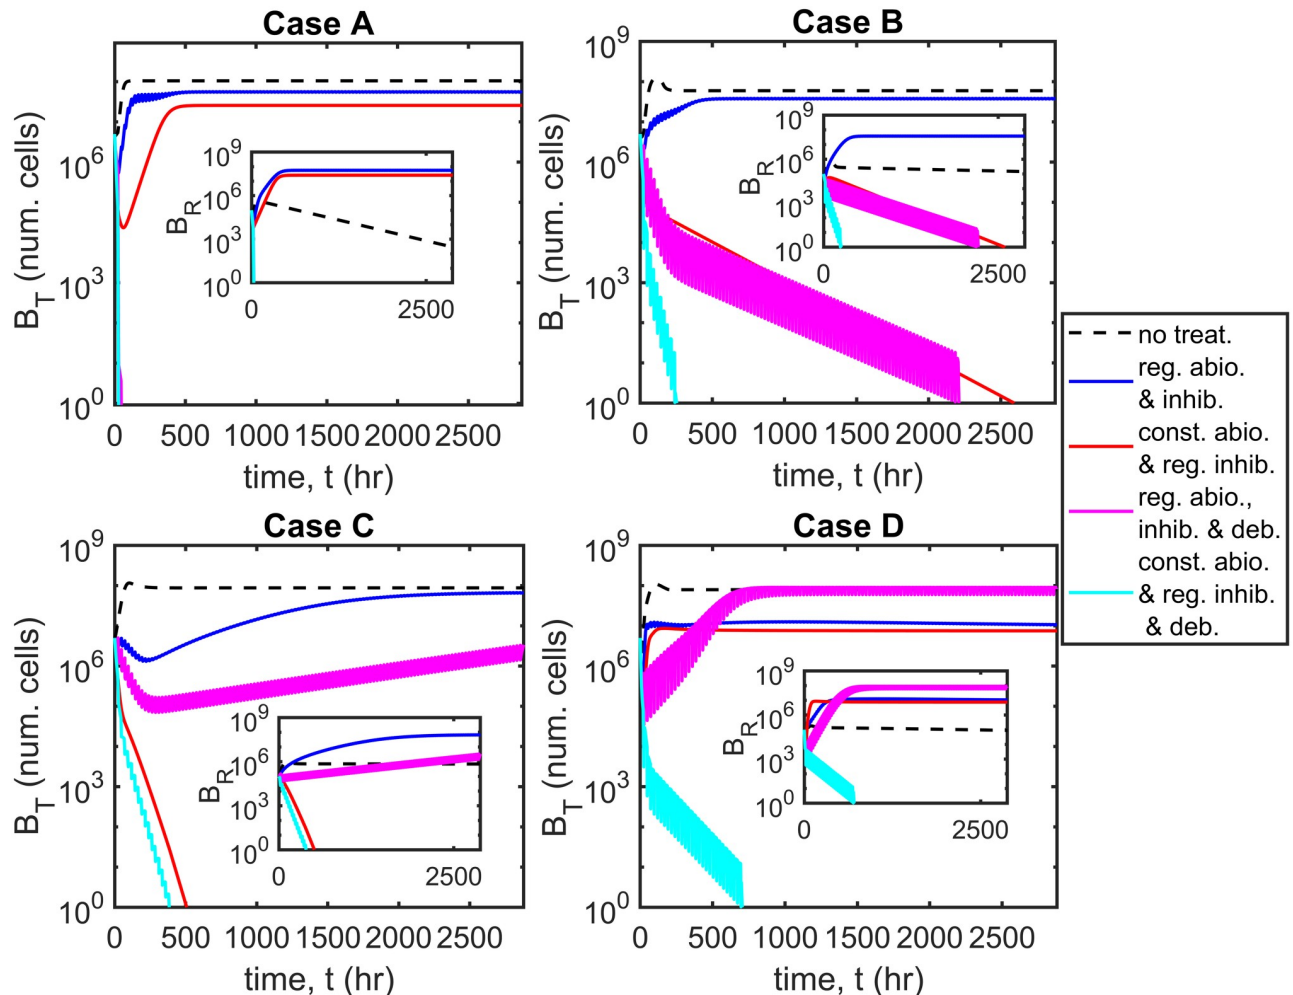 Case A
B_T (num. cells)
10^6
10^3
10^0
0 500 1000 1500 2000 2500
time, t (hr)
B_R
10^9
10^6
10^3
10^0
0 2500
Case B
B_T (num. cells)
10^9
10^6
10^3
10^0
0 500 1000 1500 2000 2500
time, t (hr)
B_R
10^9
10^6
10^3
10^0
0 2500
Case C
B_T (num. cells)
10^9
10^6
10^3
10^0
0 500 1000 1500 2000 2500
time, t (hr)
B_R
10^9
10^6
10^3
10^0
0 2500
Case D
B_T (num. cells)
10^9
10^6
10^3
10^0
0 500 1000 1500 2000 2500
time, t (hr)
B_R
10^9
10^6
10^3
10^0
0 2500
no treat.
reg. abio.
& inhib.
const. abio.
& reg. inhib.
reg. abio.,
inhib. & deb.
const. abio.
& reg. inhib.
& deb.